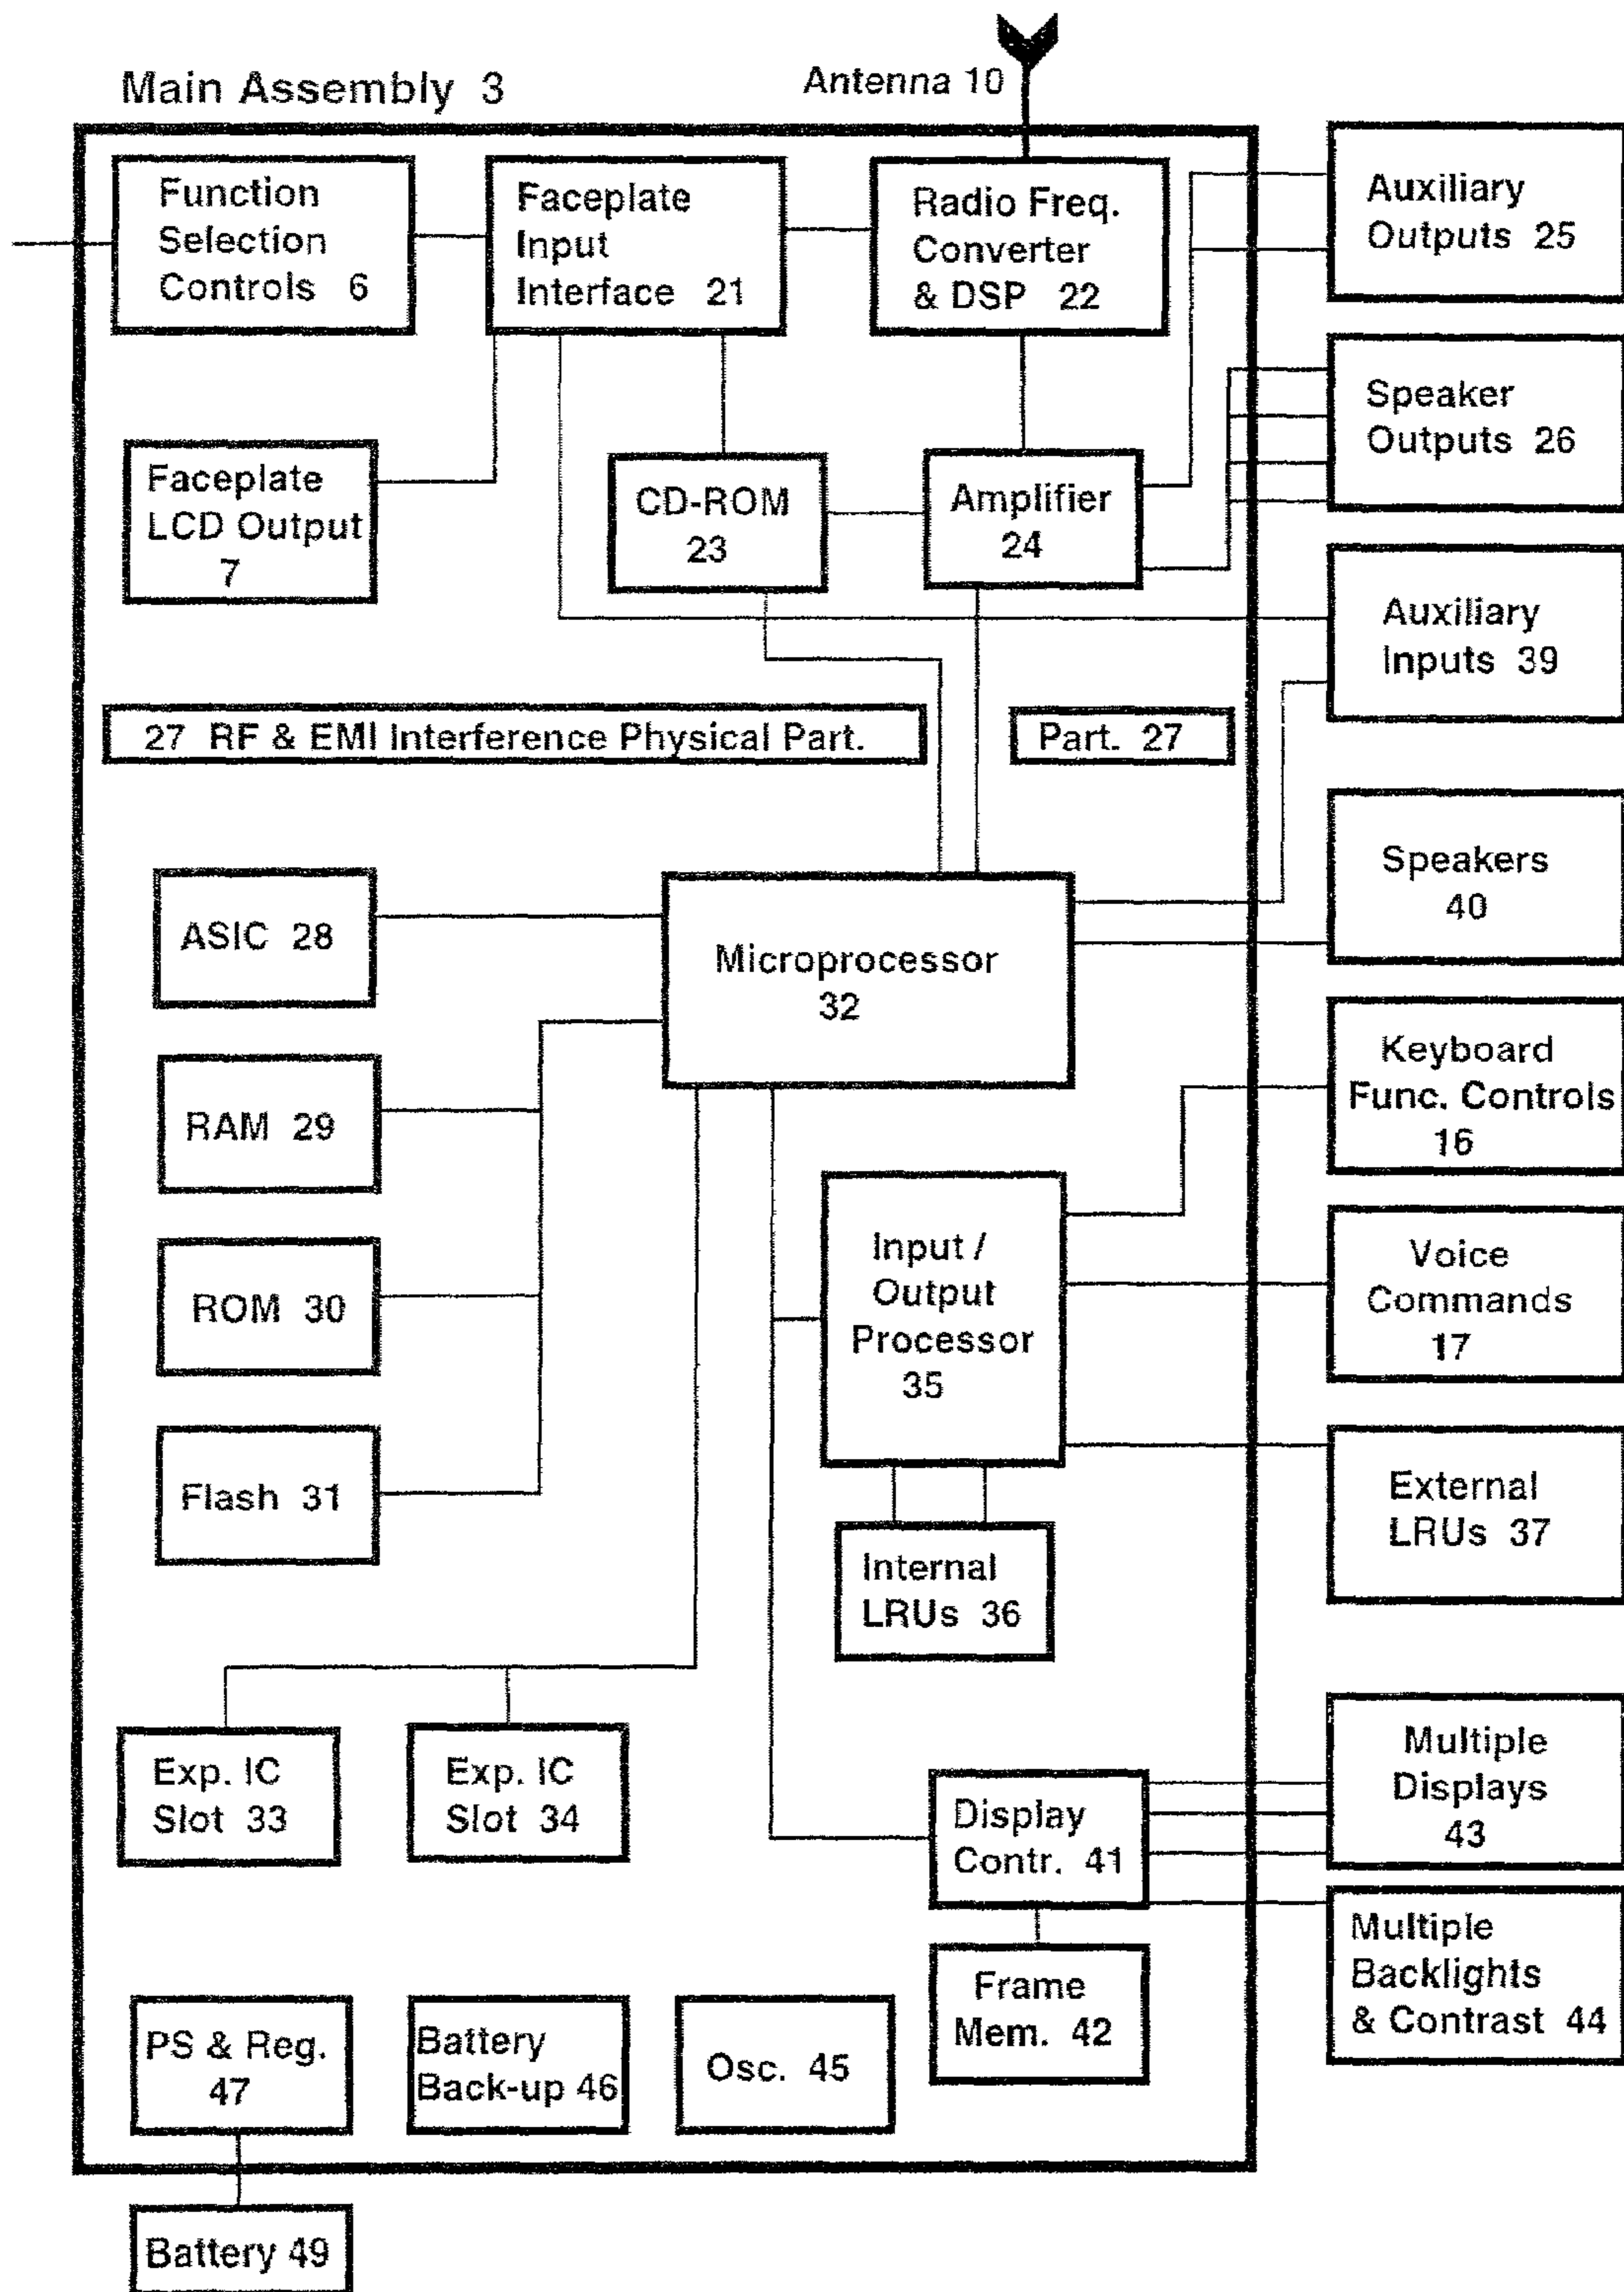 Main Assembly 3
Antenna 10
Function
Selection
Controls 6
Faceplate
Input
Interface 21
Radio Freq.
Converter
& DSP 22
Auxiliary
Outputs 25
Speaker
Outputs 26
Faceplate
LCD Output
7
CD-ROM
23
Amplifier
24
Auxiliary
Inputs 39
27 RF & EMI Interference Physical Part.
Part. 27
Speakers
40
ASIC 28
Microprocessor
32
Keyboard
Func. Controls
16
RAM 29
Input /
Output
Processor
35
Voice
Commands
17
ROM 30
Flash 31
External
LRUs 37
Internal
LRUs 36
Exp. IC
Slot 33
Exp. IC
Slot 34
Display
Contr. 41
Multiple
Displays
43
Multiple
Backlights
& Contrast 44
Frame
Mem. 42
PS & Reg.
47
Battery
Back-up 46
Osc. 45
Battery 49